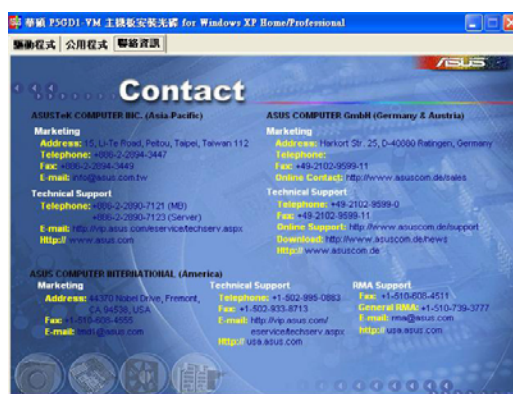 華碩 P5GD1-VM 主機板安裝光碟 for Windows XP Home/Professional
驅動程式 公用程式 聯絡資訊
ASUS
Contact
ASUSTeK COMPUTER INC. (Asia-Pacific)
Marketing
Address: 15, Li-Te Road, Peitou, Taipei, Taiwan 112
Telephone: +886-2-2894-3447
Fax: +886-2-2894-3449
E-mail: info@asus.com.tw
Technical Support
Telephone: +886-2-2890-7121 (MB)
+886-2-2890-7123 (Server)
E-mail: http://vip.asus.com/eservice/techserv.aspx
Http:// www.asus.com
ASUS COMPUTER GmbH (Germany & Austria)
Marketing
Address: Harkort Str. 25, D-40880 Ratingen, Germany
Telephone:
Fax: +49-2102-9599-11
Online Contact: http://www.asuscom.de/sales
Technical Support
Telephone: +49-2102-9599-0
Fax: +49-2102-9599-11
Online Support: http://www.asuscom.de/support
Download: http://www.asuscom.de/news
Http:// www.asuscom.de
ASUS COMPUTER INTERNATIONAL (America)
Marketing
Address: 44370 Nobel Drive, Fremont,
CA 94538, USA
Fax: +1-510-608-4555
E-mail: tmd1@asus.com
Technical Support
Telephone: +1-502-995-0883
Fax: +1-502-933-8713
E-mail: http://vip.asus.com/
eservice/techserv.aspx
Http:// usa.asus.com
RMA Support
Fax: +1-510-608-4511
General RMA: +1-510-739-3777
E-mail: rma@asus.com
http:// usa.asus.com